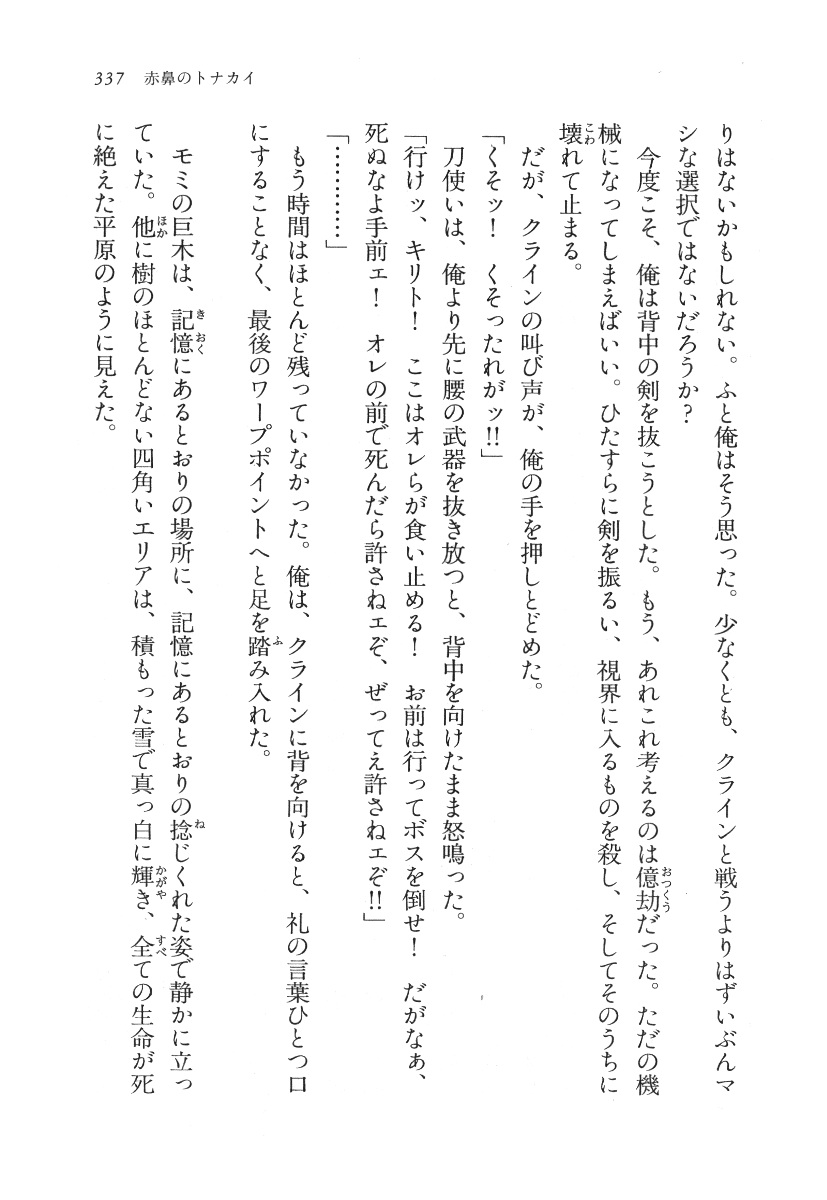 337 赤鼻のトナカイ
りはないかもしれない。ふと俺はそう思った。少なくとも、クラインと戦うよりはずいぶんマ
シな選択ではないだろうか?
　今度こそ、俺は背中の剣を抜こうとした。もう、あれこれ考えるのは億劫おっくうだった。ただの機
械になってしまえばいい。ひたすらに剣を振るい、視界に入るものを殺し、そしてそのうちに
壊こわれて止まる。
　だが、クラインの叫び声が、俺の手を押しとどめた。
「くそッ!　くそったれがッ!!」
　刀使いは、俺より先に腰の武器を抜き放つと、背中を向けたまま怒鳴った。
「行けッ、キリト!　ここはオレらが食い止める!　お前は行ってボスを倒せ!　だがなぁ、
死ぬなよ手前ェ!　オレの前で死んだら許さねェぞ、ぜってえ許さねェぞ!!」
「…………」
　もう時間はほとんど残っていなかった。俺は、クラインに背を向けると、礼の言葉ひとつ口
にすることなく、最後のワープポイントへと足を踏ふみ入れた。
　モミの巨木は、記憶きおくにあるとおりの場所に、記憶にあるとおりの捻ねじくれた姿で静かに立っ
ていた。他ほかに樹のほとんどない四角いエリアは、積もった雪で真っ白に輝かがやき、全すべての生命が死
に絶えた平原のように見えた。